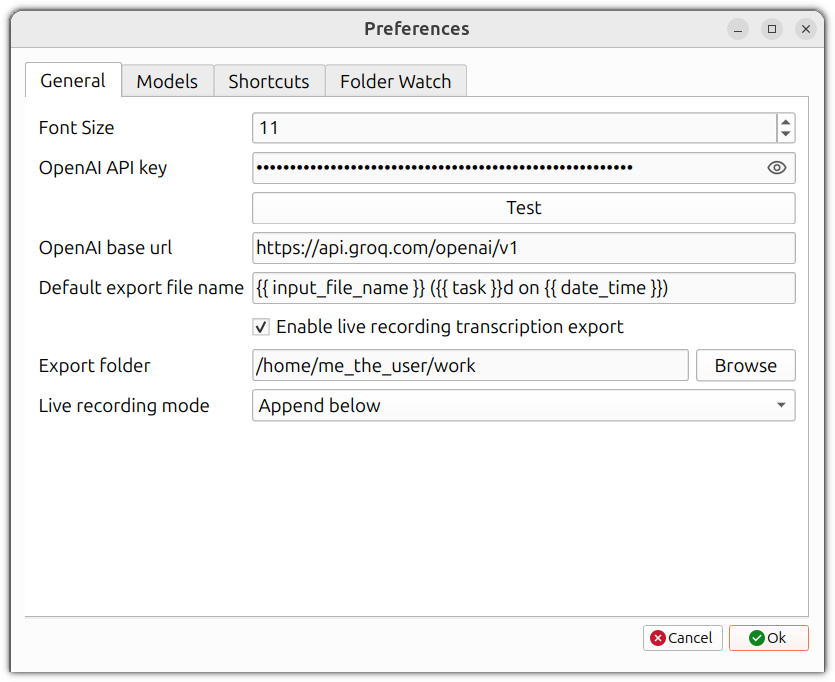 Preferences
General Models Shortcuts Folder Watch
Font Size 11
OpenAI API key ••••••••••••••••••••••••••••••••••••••••••••••••••••••••
Test
OpenAI base url https://api.groq.com/openai/v1
Default export file name {{ input_file_name }} ({{ task }}d on {{ date_time }})
Enable live recording transcription export
Export folder /home/me_the_user/work Browse
Live recording mode Append below
Cancel Ok